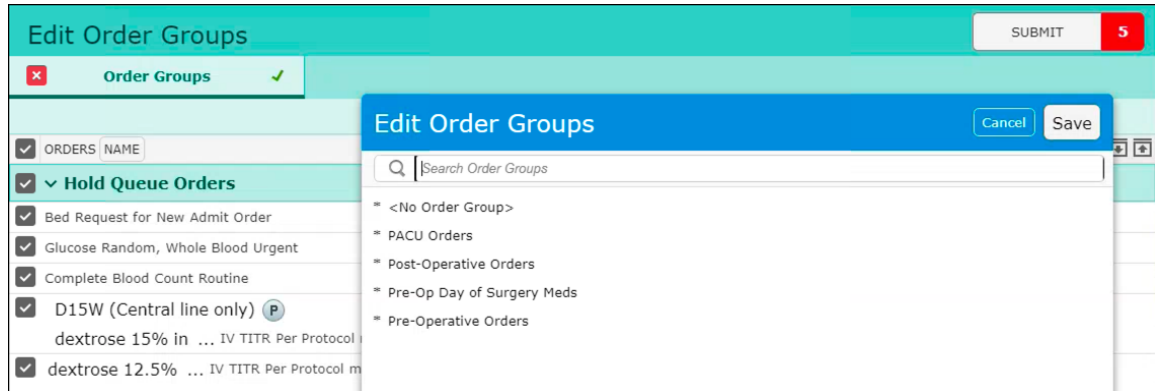 Edit Order Groups
SUBMIT 5
Order Groups
Edit Order Groups
Cancel Save
ORDERS NAME
Search Order Groups
Hold Queue Orders
* <No Order Group>
Bed Request for New Admit Order
* PACU Orders
Glucose Random, Whole Blood Urgent
* Post-Operative Orders
Complete Blood Count Routine
* Pre-Op Day of Surgery Meds
D15W (Central line only) P
* Pre-Operative Orders
dextrose 15% in ... IV TITR Per Protocol
dextrose 12.5% ... IV TITR Per Protocol m